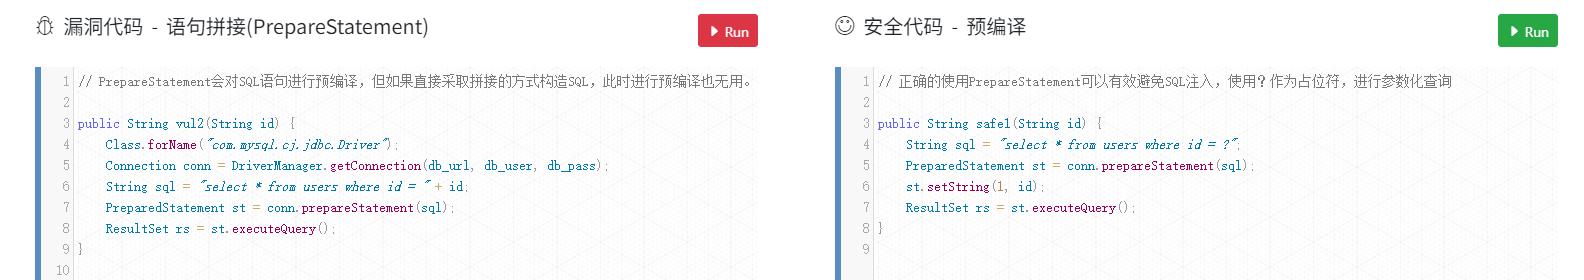 漏洞代码 - 语句拼接(PrepareStatement)
Run
1 // PrepareStatement会对SQL语句进行预编译，但如果直接采取拼接的方式构造SQL，此时进行预编译也无用。
2
3 public String vul2(String id) {
4 Class.forName("com.mysql.cj.jdbc.Driver");
5 Connection conn = DriverManager.getConnection(db_url, db_user, db_pass);
6 String sql = "select * from users where id = " + id;
7 PreparedStatement st = conn.prepareStatement(sql);
8 ResultSet rs = st.executeQuery();
9 }
10
安全代码 - 预编译
Run
1 // 正确的使用PrepareStatement可以有效避免SQL注入，使用？作为占位符，进行参数化查询
2
3 public String safe1(String id) {
4 String sql = "select * from users where id = ?";
5 PreparedStatement st = conn.prepareStatement(sql);
6 st.setString(1, id);
7 ResultSet rs = st.executeQuery();
8 }
9